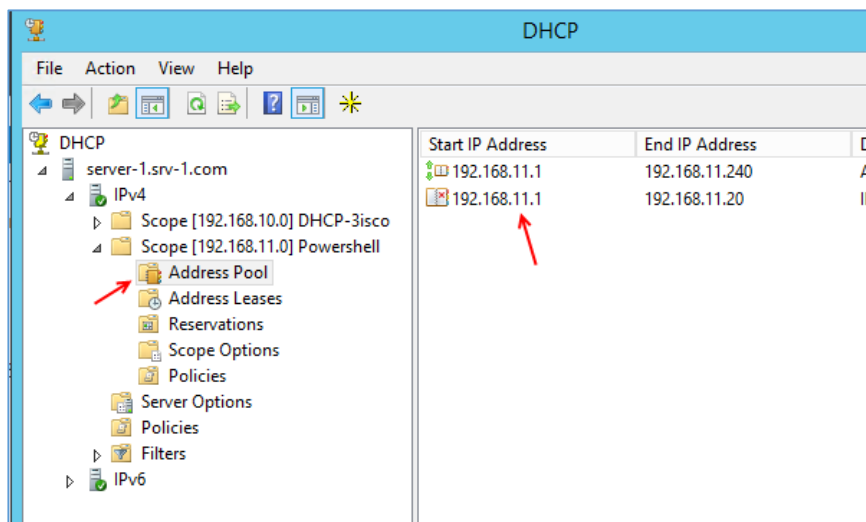 DHCP
File Action View Help
DHCP
server-1.srv-1.com
IPv4
Scope [192.168.10.0] DHCP-3isco
Scope [192.168.11.0] Powershell
Address Pool
Address Leases
Reservations
Scope Options
Policies
Server Options
Policies
Filters
IPv6
Start IP Address End IP Address
192.168.11.1 192.168.11.240
192.168.11.1 192.168.11.20